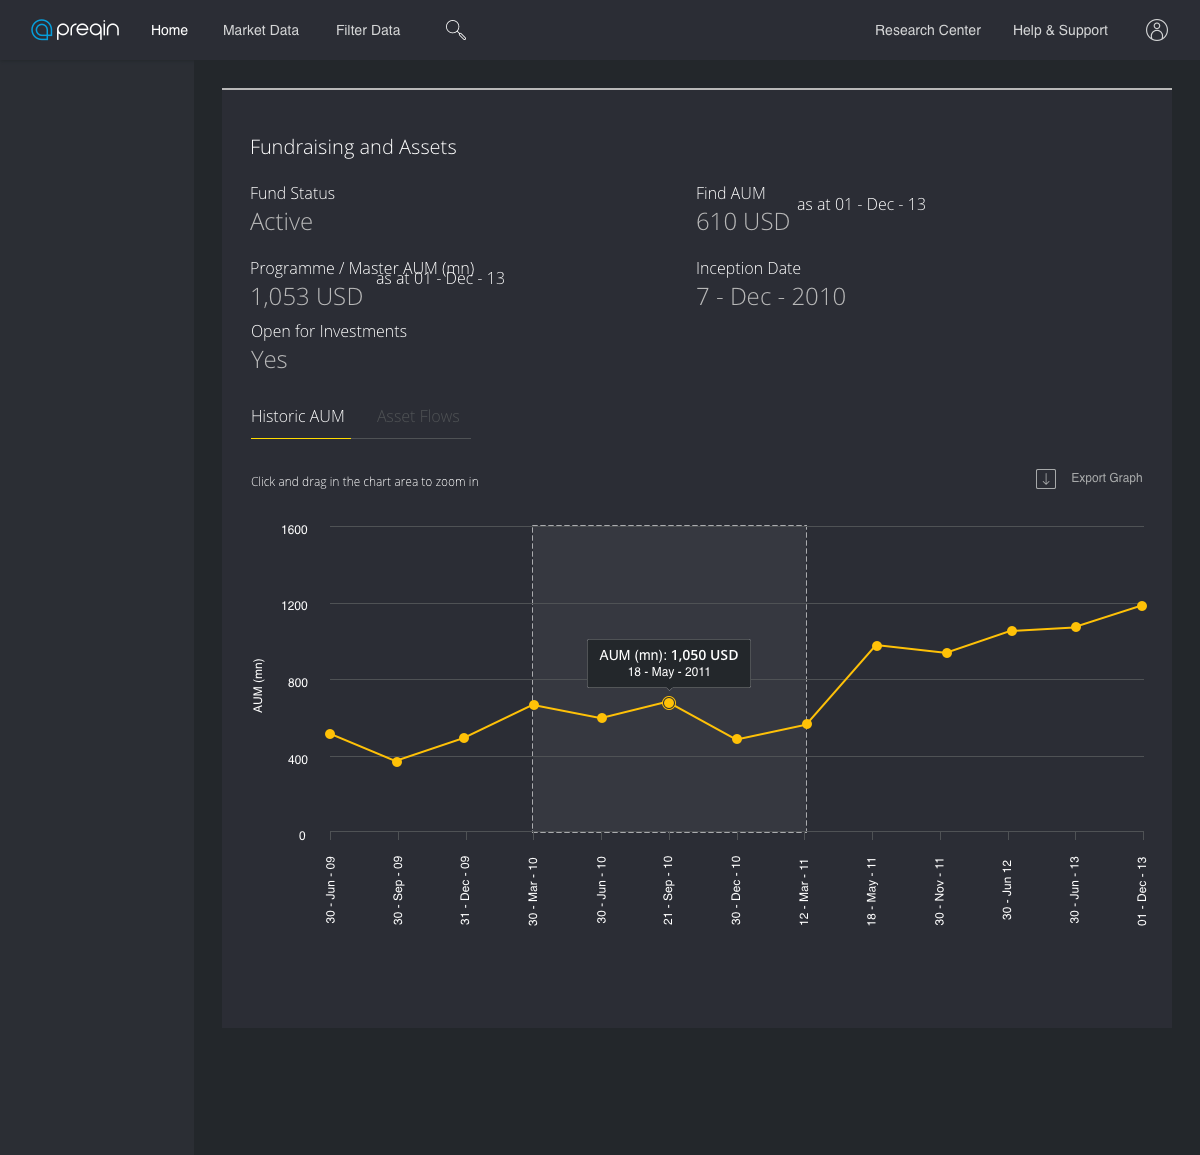 preqin Home Market Data Filter Data Research Center Help & Support
Fundraising and Assets
Fund Status
Active
Find AUM
610 USD as at 01 - Dec - 13
Programme / Master AUM (mn)
1,053 USD as at 01 - Dec - 13
Inception Date
7 - Dec - 2010
Open for Investments
Yes
Historic AUM Asset Flows
Click and drag in the chart area to zoom in
Export Graph
1600
1200
800
400
0
AUM (mn)
AUM (mn): 1,050 USD
18 - May - 2011
30 - Jun - 09
30 - Sep - 09
31 - Dec - 09
30 - Mar - 10
30 - Jun - 10
21 - Sep - 10
30 - Dec - 10
12 - Mar - 11
18 - May - 11
30 - Nov - 11
30 - Jun 12
30 - Jun - 13
01 - Dec - 13